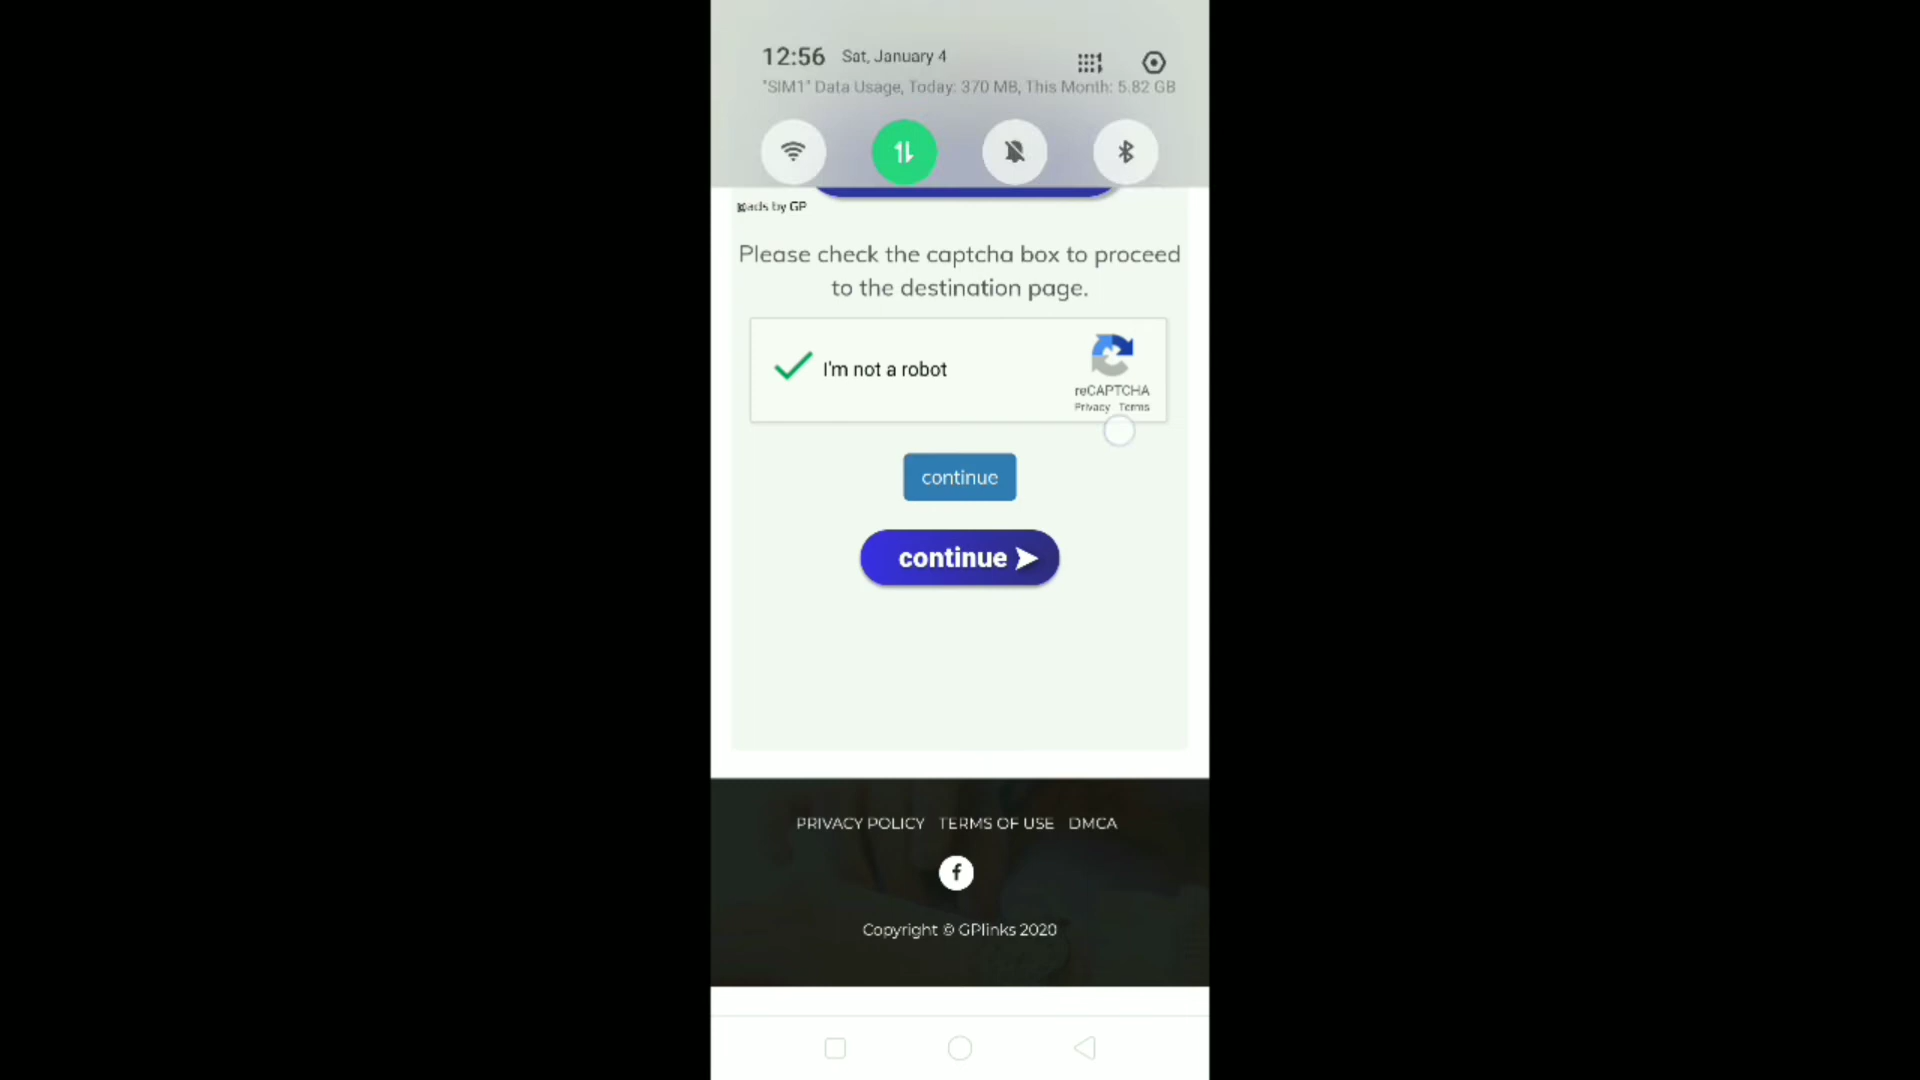 12:56 Sat, January 4
"SIM1" Data Usage, Today: 370 MB, This Month: 5.82 GB
ads by GP
Please check the captcha box to proceed
to the destination page.
I'm not a robot
reCAPTCHA
Privacy Terms
continue
continue
PRIVACY POLICY TERMS OF USE DMCA
f
Copyright © GPlinks 2020